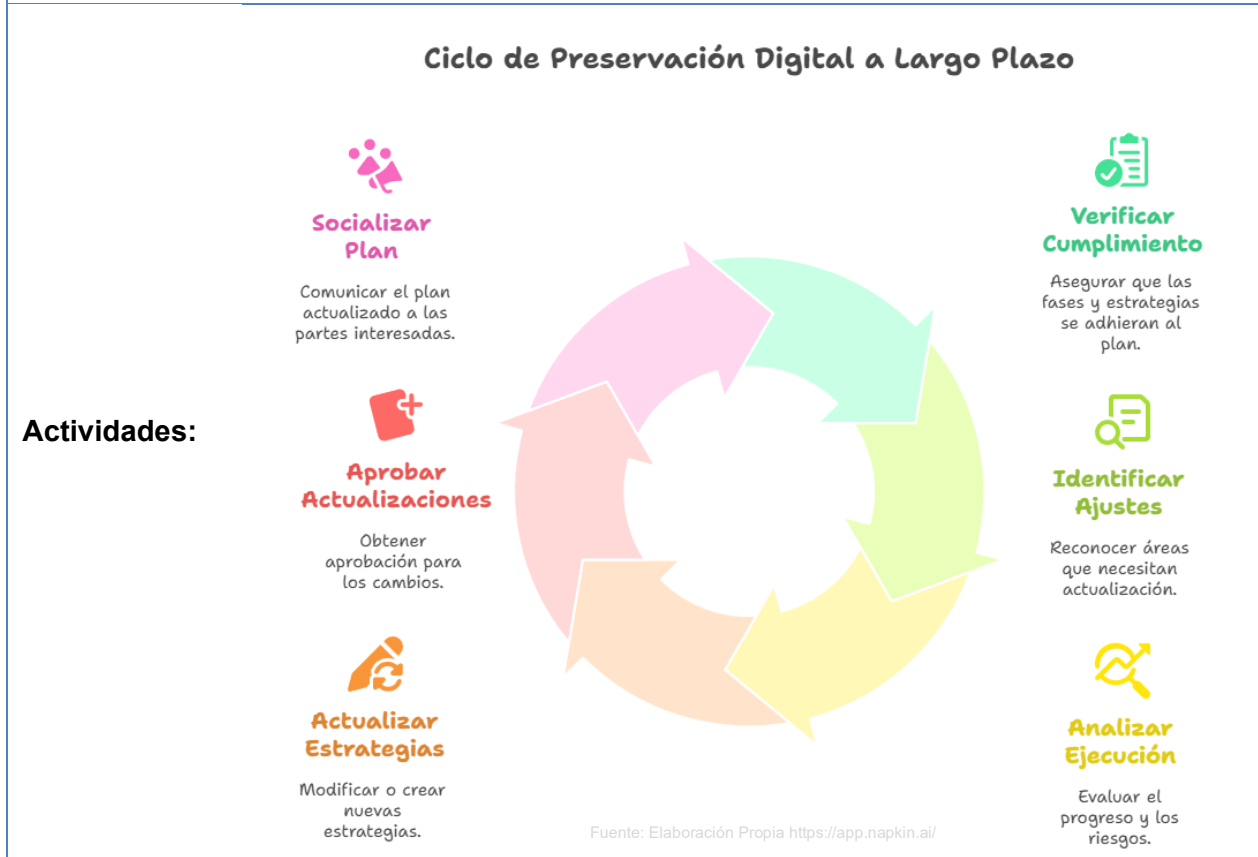 Actividades:
Ciclo de Preservación Digital a Largo Plazo
Socializar
Plan
Comunicar el plan
actualizado a las
partes interesadas.
Aprobar
Actualizaciones
Obtener
aprobación para
los cambios.
Actualizar
Estrategias
Modificar o crear
nuevas
estrategias.
Verificar
Cumplimiento
Asegurar que las
fases y estrategias
se adhieran al
plan.
Identificar
Ajustes
Reconocer áreas
que necesitan
actualización.
Analizar
Ejecución
Evaluar el
progreso y los
riesgos.
Fuente: Elaboración Propia https://app.napkin.ai/